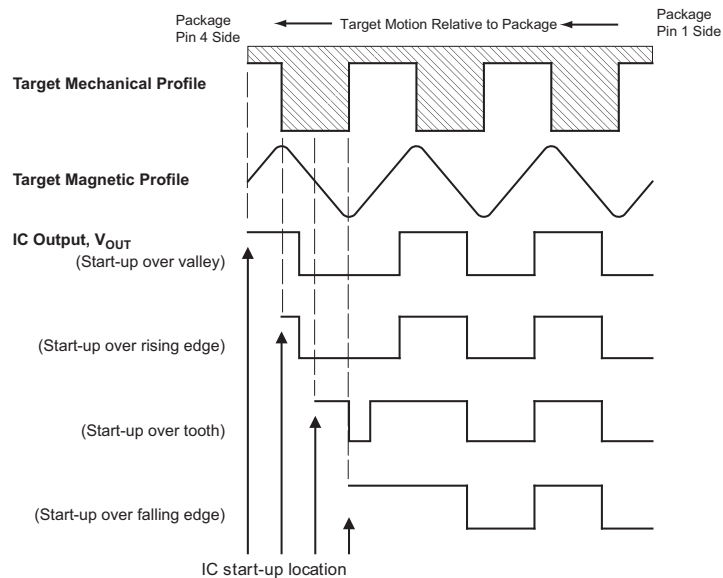 Package
Pin 4 Side
Target Motion Relative to Package
Package
Pin 1 Side
Target Mechanical Profile
Target Magnetic Profile
IC Output, VOUT
(Start-up over valley)
(Start-up over rising edge)
(Start-up over tooth)
(Start-up over falling edge)
IC start-up location